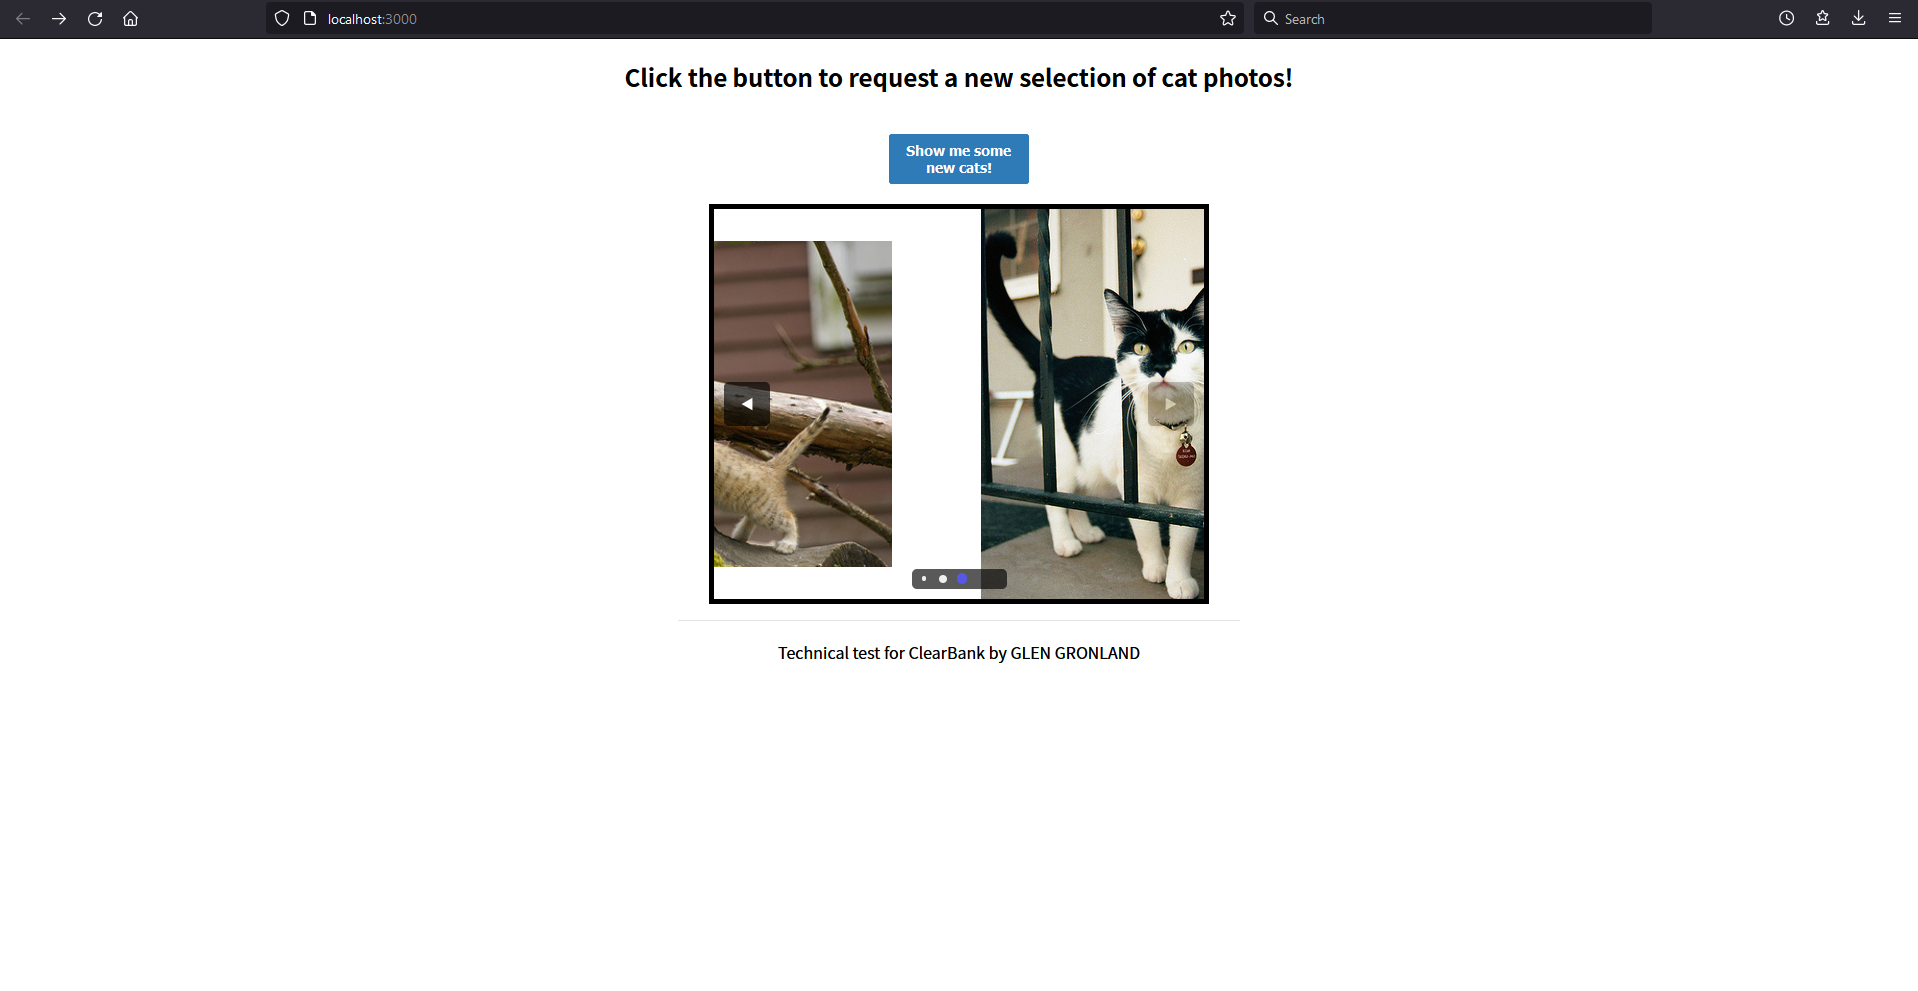 localhost:3000
Search
Click the button to request a new selection of cat photos!
Show me some
new cats!
Technical test for ClearBank by GLEN GRONLAND